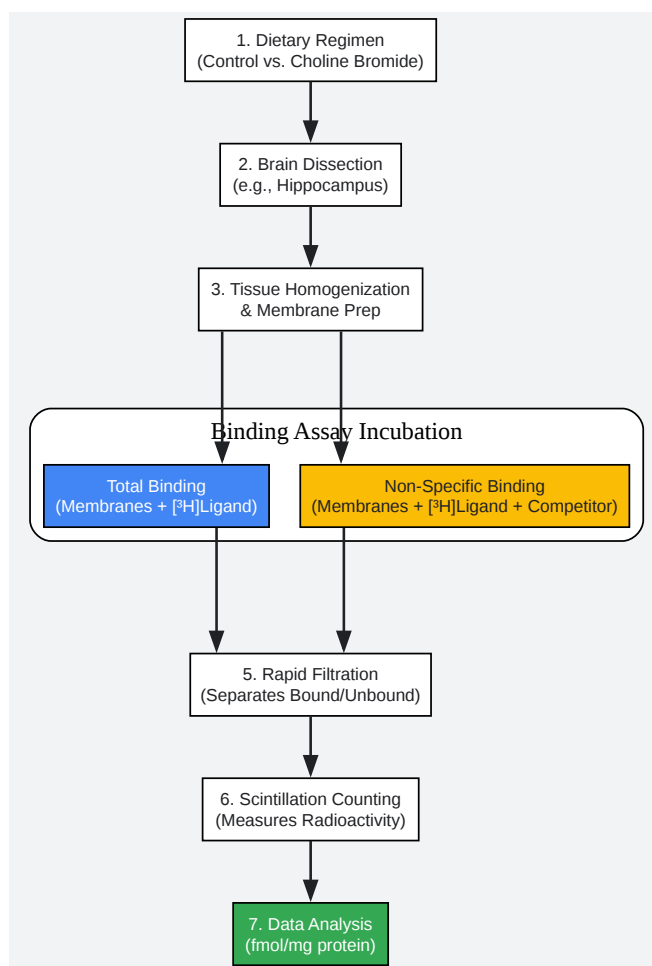 1. Dietary Regimen
(Control vs. Choline Bromide)
2. Brain Dissection
(e.g., Hippocampus)
3. Tissue Homogenization
& Membrane Prep
Binding Assay Incubation
Total Binding
(Membranes + [³H]Ligand)
Non-Specific Binding
(Membranes + [³H]Ligand + Competitor)
5. Rapid Filtration
(Separates Bound/Unbound)
6. Scintillation Counting
(Measures Radioactivity)
7. Data Analysis
(fmol/mg protein)